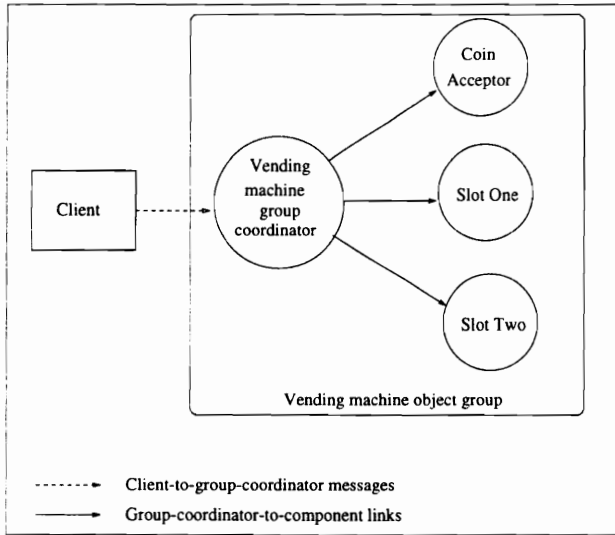 Coin
Acceptor
Vending
machine
group
coordinator
Client
Slot One
Slot Two
Vending machine object group
Client-to-group-coordinator messages
Group-coordinator-to-component links